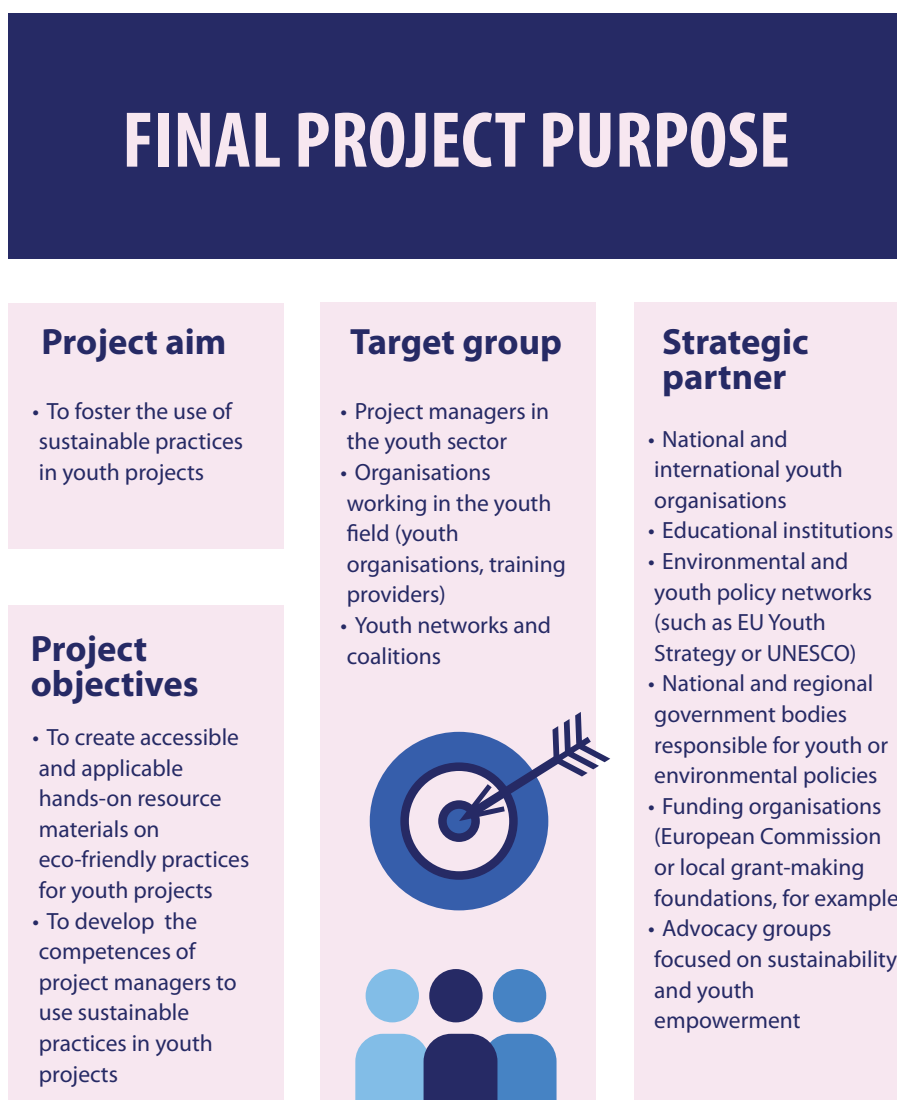 FINAL PROJECT PURPOSE
Project aim
• To foster the use of
sustainable practices
in youth projects
Project
objectives
• To create accessible
and applicable
hands-on resource
materials on
eco-friendly practices
for youth projects
• To develop the
competences of
project managers to
use sustainable
practices in youth
projects
Target group
• Project managers in
the youth sector
• Organisations
working in the youth
field (youth
organisations, training
providers)
• Youth networks and
coalitions
Strategic
partner
• National and
international youth
organisations
• Educational institutions
• Environmental and
youth policy networks
(such as EU Youth
Strategy or UNESCO)
• National and regional
government bodies
responsible for youth or
environmental policies
• Funding organisations
(European Commission
or local grant-making
foundations, for example
• Advocacy groups
focused on sustainability
and youth
empowerment